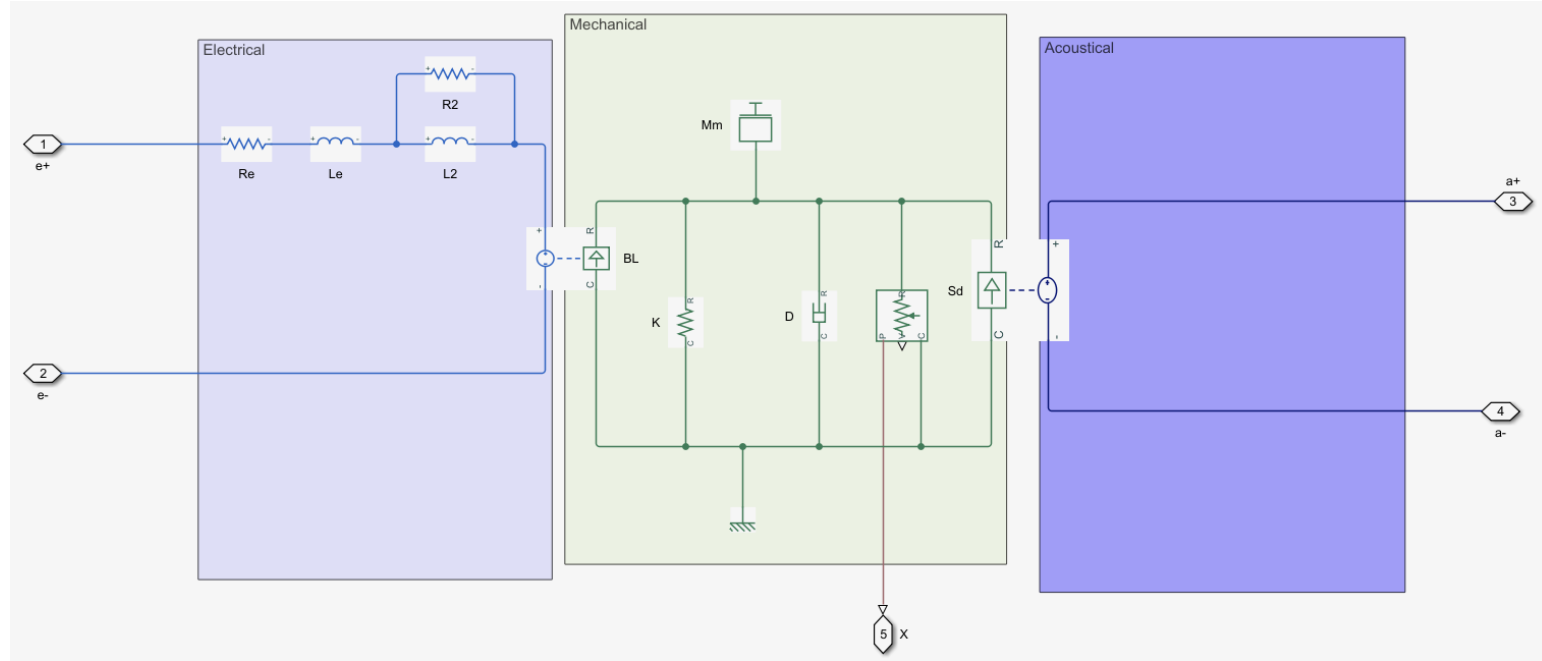 Electrical
Mechanical
Acoustical
+ -
R2
Mm
1
e+
+ -
+ -
+ -
Re
Le
L2
a+
3
+
R
R
+
BL
Sd
-
C
K
R
C
D
R
C
R
P
V
C
C
-
2
e-
4
a-
5
X